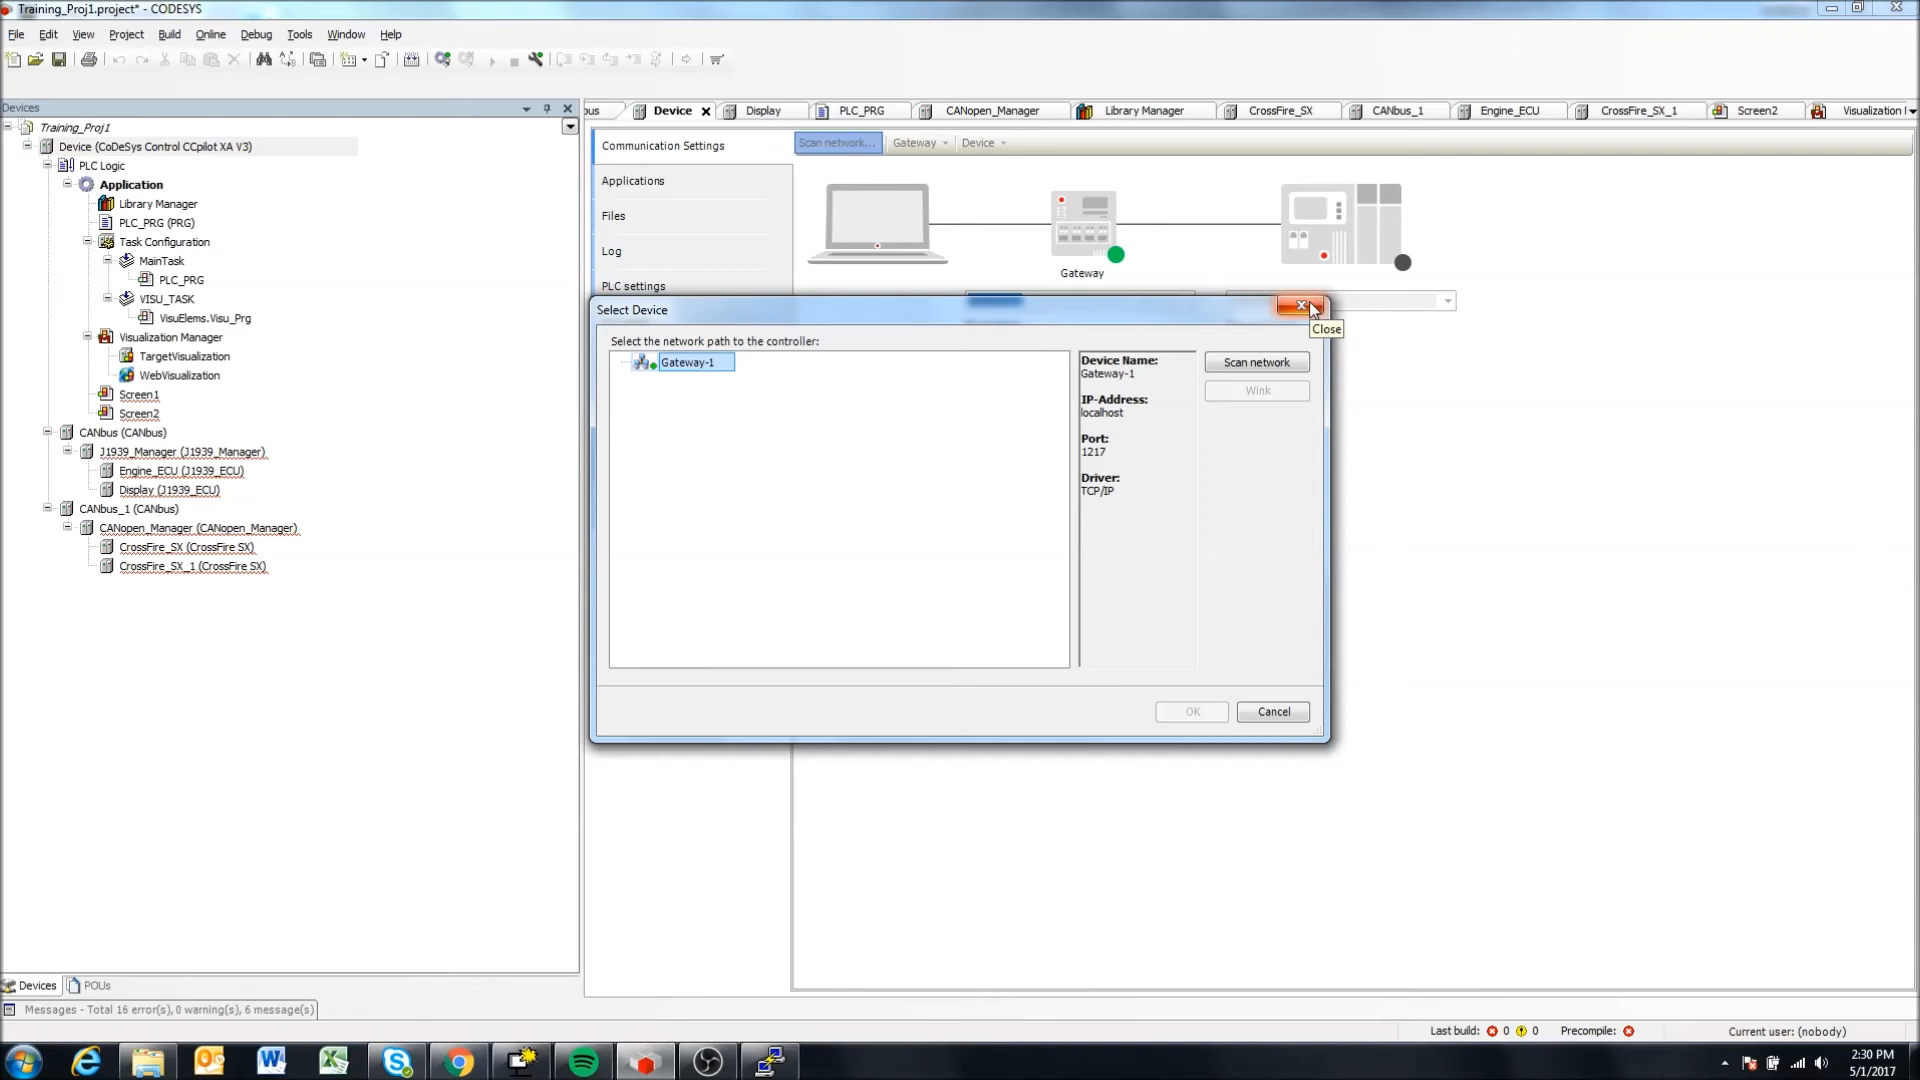 Training_Proj1.project* - CODESYS
File Edit View Project Build Online Debug Tools Window Help
Devices
Training_Proj1
Device (CoDeSys Control CCpilot XA V3)
PLC Logic
Application
Library Manager
PLC_PRG (PRG)
Task Configuration
MainTask
PLC_PRG
VISU_TASK
VisuElems.Visu_Prg
Visualization Manager
TargetVisualization
WebVisualization
Screen1
Screen2
CANbus (CANbus)
J1939_Manager (J1939_Manager)
Engine_ECU (J1939_ECU)
Display (J1939_ECU)
CANbus_1 (CANbus)
CANopen_Manager (CANopen_Manager)
CrossFire_SX (CrossFire SX)
CrossFire_SX_1 (CrossFire SX)
Devices POUs
Messages - Total 16 error(s), 0 warning(s), 6 message(s)
bus Device Display PLC_PRG CANopen_Manager Library Manager CrossFire_SX CANbus_1 Engine_ECU CrossFire_SX_1 Screen2 Visualization
Communication Settings
Applications
Files
Log
PLC settings
Scan network... Gateway Device
Gateway
Select Device
Close
Select the network path to the controller:
Gateway-1
Device Name:
Gateway-1
IP-Address:
localhost
Port:
1217
Driver:
TCP/IP
Scan network
Wink
OK Cancel
Last build: 0 0 Precompile: Current user: (nobody)
2:30 PM
5/1/2017